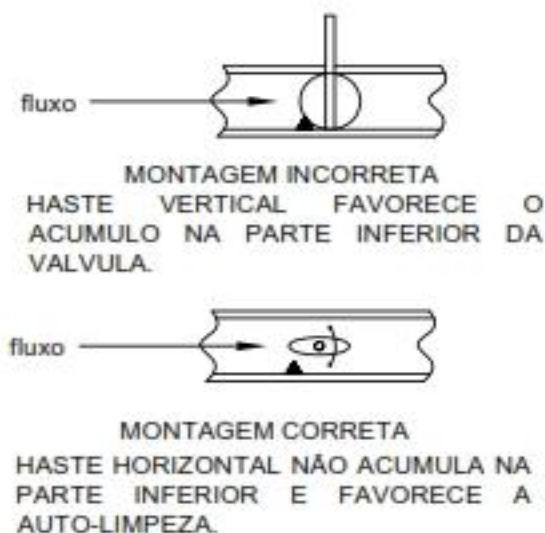 fluxo
MONTAGEM INCORRETA
HASTE VERTICAL FAVORECE O
ACUMULO NA PARTE INFERIOR DA
VALVULA.
fluxo
MONTAGEM CORRETA
HASTE HORIZONTAL NÃO ACUMULA NA
PARTE INFERIOR E FAVORECE A
AUTO-LIMPEZA.